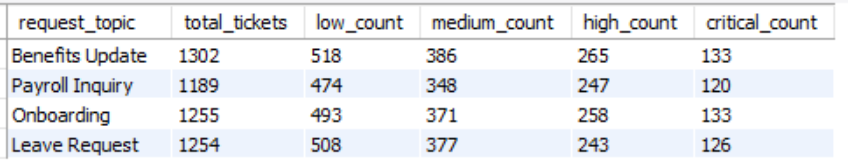 request_topic total_tickets low_count medium_count high_count critical_count
Benefits Update 1302 518 386 265 133
Payroll Inquiry 1189 474 348 247 120
Onboarding 1255 493 371 258 133
Leave Request 1254 508 377 243 126